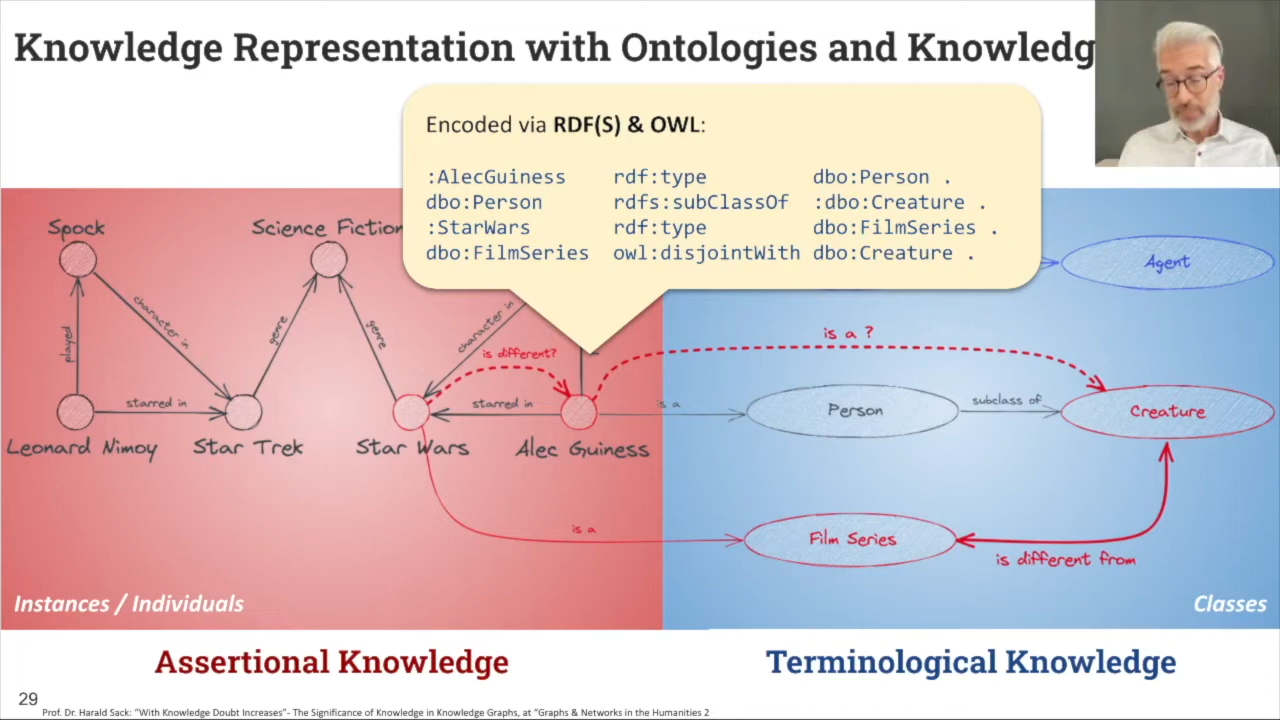 Knowledge Representation with Ontologies and Knowledg
Encoded via RDF(S) & OWL:
:AlecGuiness rdf:type dbo:Person .
dbo:Person rdfs:subClassOf :dbo:Creature .
:StarWars rdf:type dbo:FilmSeries .
dbo:FilmSeries owl:disjointWith dbo:Creature .
Spock
Science Fiction
Agent
played
character in
genre
genre
character in
is different?
is a ?
starred in
starred in
is a
Person
subclass of
Creature
Leonard Nimoy
Star Trek
Star Wars
Alec Guiness
is a
Film Series
is different from
Instances / Individuals
Classes
Assertional Knowledge
Terminological Knowledge
29
Prof. Dr. Harald Sack: "With Knowledge Doubt Increases"- The Significance of Knowledge in Knowledge Graphs, at "Graphs & Networks in the Humanities 2